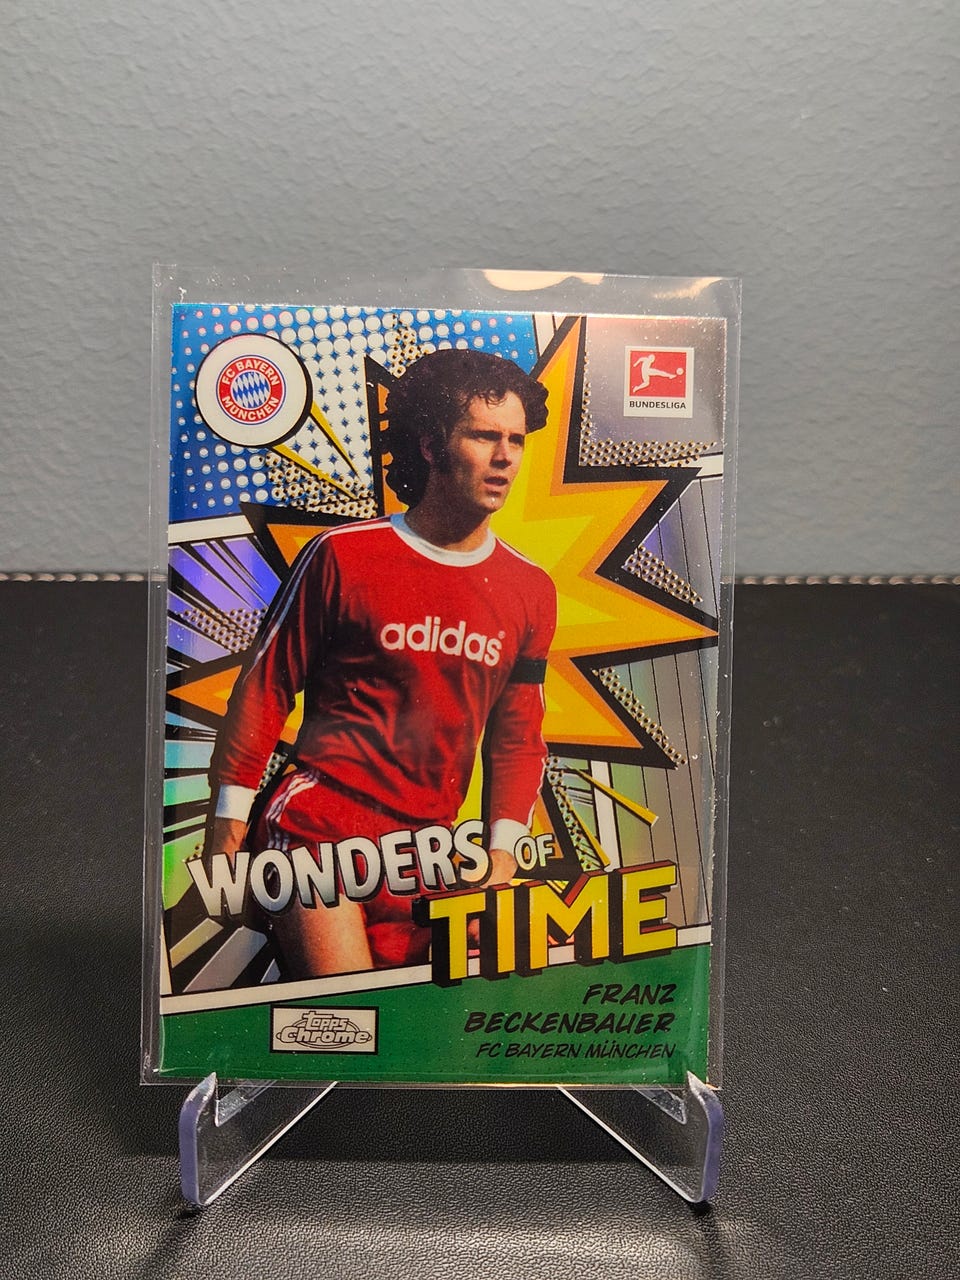 FC BAYERN
MÜNCHEN
BUNDESLIGA
adidas®
WONDERS OF
TIME
FRANZ
BECKENBAUER
FC BAYERN MÜNCHEN
topps
Chrome